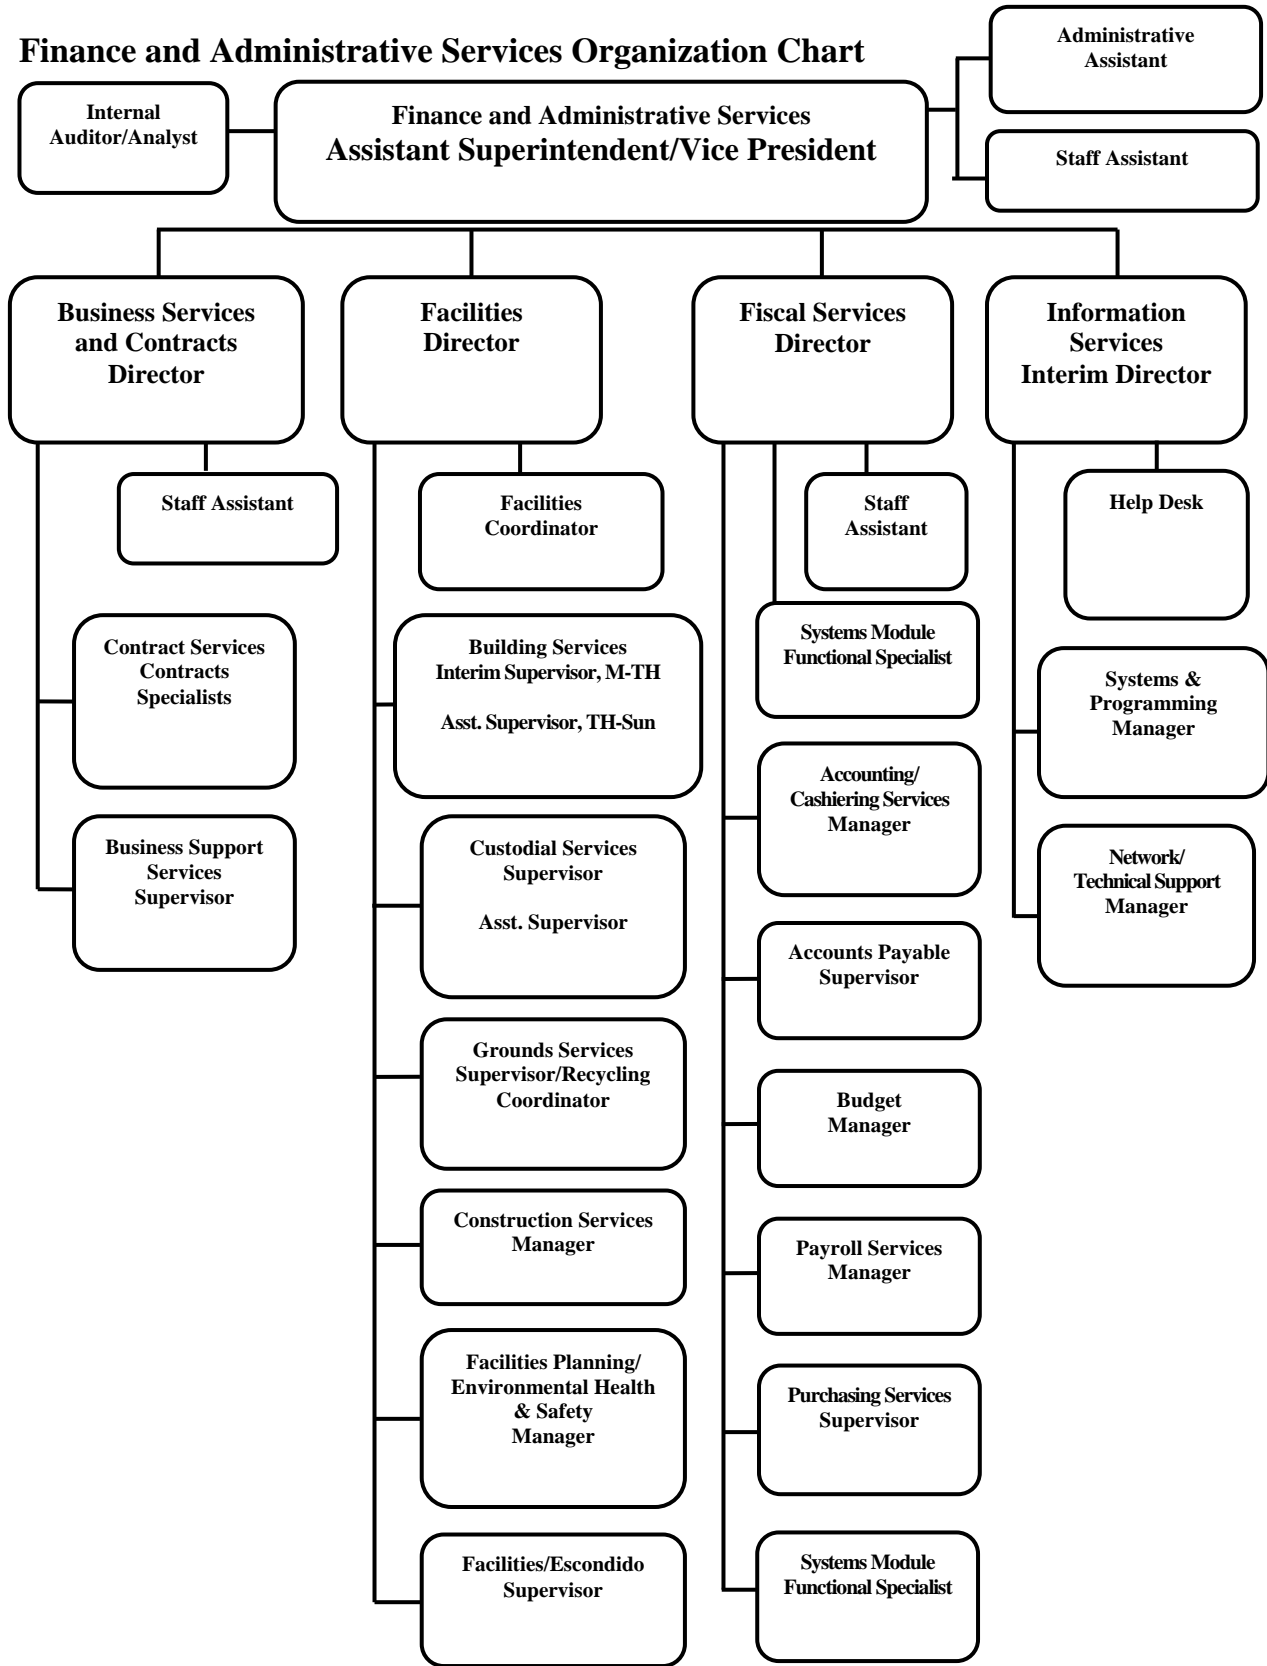 Finance and Administrative Services Organization Chart
Administrative
Assistant
Internal
Auditor/Analyst
Finance and Administrative Services
Assistant Superintendent/Vice President
Staff Assistant
Business Services
and Contracts
Director
Staff Assistant
Contract Services
Contracts
Specialists
Business Support
Services
Supervisor
Facilities
Director
Facilities
Coordinator
Building Services
Interim Supervisor, M-TH
Asst. Supervisor, TH-Sun
Custodial Services
Supervisor
Asst. Supervisor
Grounds Services
Supervisor/Recycling
Coordinator
Construction Services
Manager
Facilities Planning/
Environmental Health
& Safety
Manager
Facilities/Escondido
Supervisor
Fiscal Services
Director
Staff
Assistant
Systems Module
Functional Specialist
Accounting/
Cashiering Services
Manager
Accounts Payable
Supervisor
Budget
Manager
Payroll Services
Manager
Purchasing Services
Supervisor
Systems Module
Functional Specialist
Information
Services
Interim Director
Help Desk
Systems &
Programming
Manager
Network/
Technical Support
Manager